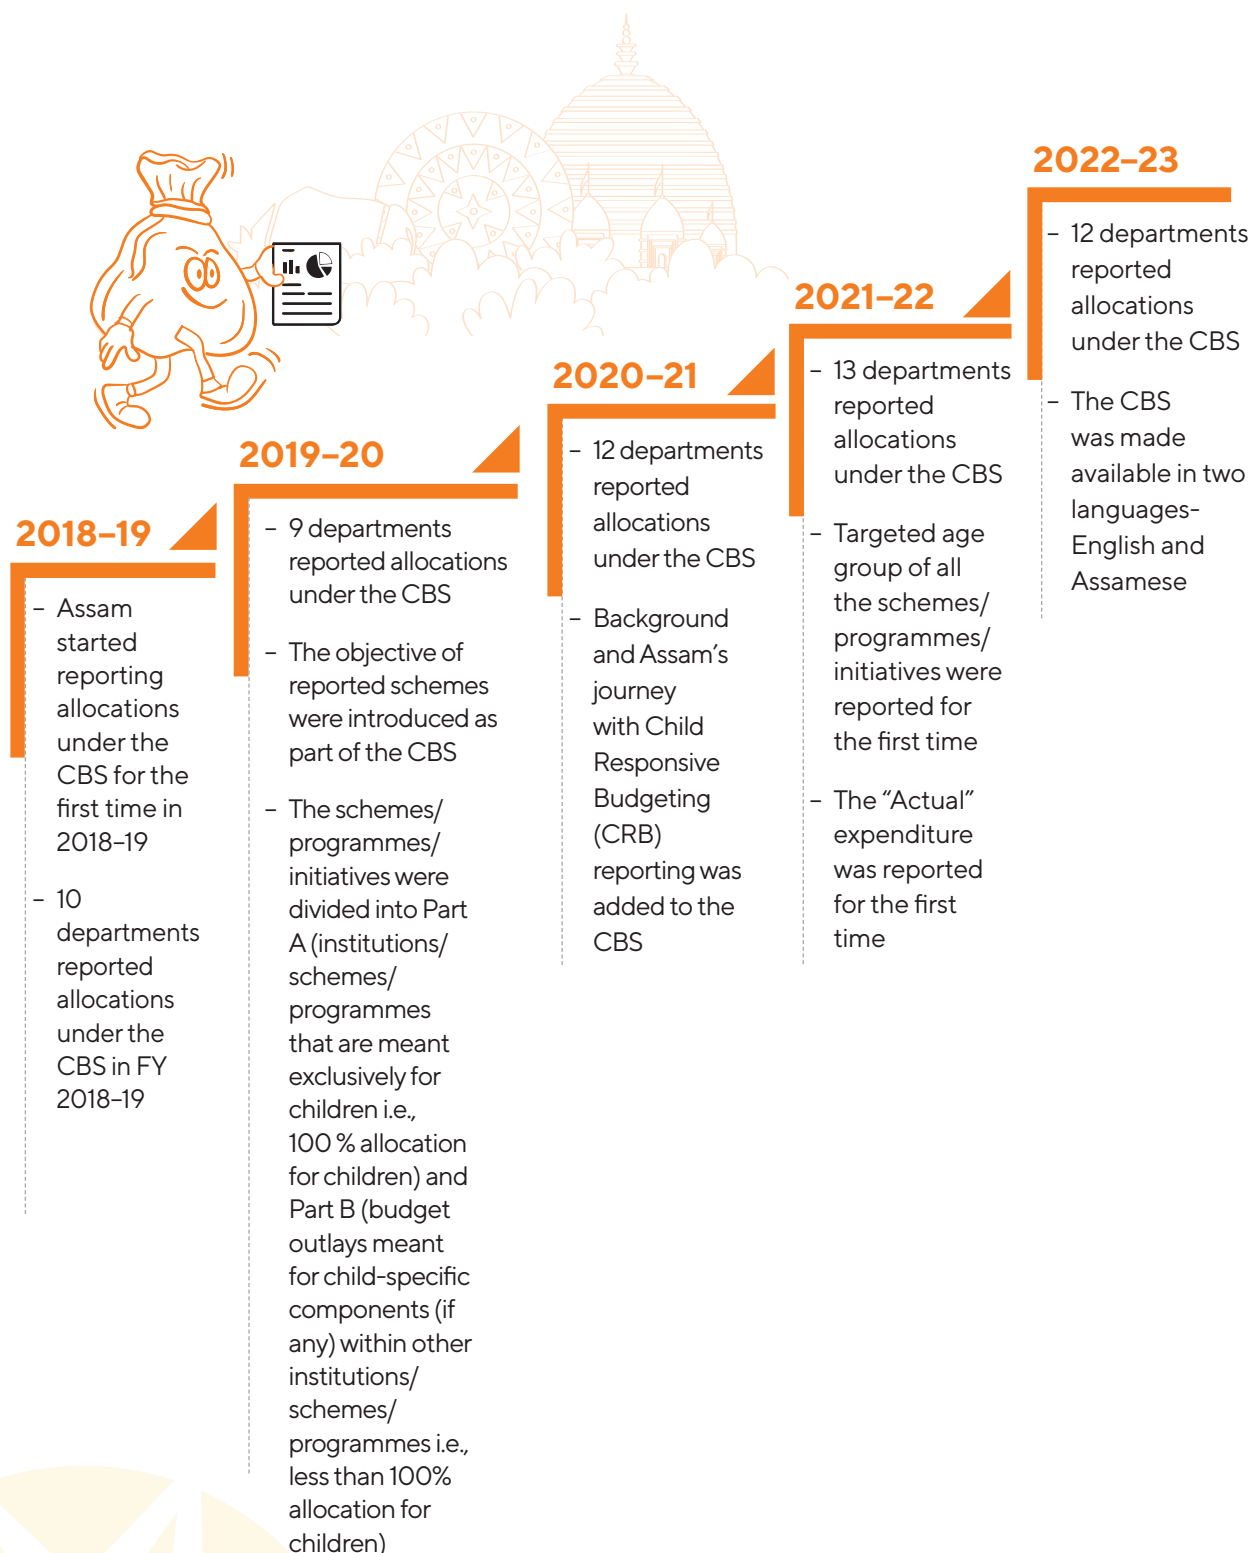 2018–19
– Assam
started
reporting
allocations
under the
CBS for the
first time in
2018–19
– 10
departments
reported
allocations
under the
CBS in FY
2018–19
2019–20
– 9 departments
reported allocations
under the CBS
– The objective of
reported schemes
were introduced as
part of the CBS
– The schemes/
programmes/
initiatives were
divided into Part
A (institutions/
schemes/
programmes
that are meant
exclusively for
children i.e.,
100 % allocation
for children) and
Part B (budget
outlays meant
for child-specific
components (if
any) within other
institutions/
schemes/
programmes i.e.,
less than 100%
allocation for
children)
2020–21
– 12 departments
reported
allocations
under the CBS
– Background
and Assam’s
journey
with Child
Responsive
Budgeting
(CRB)
reporting was
added to the
CBS
2021–22
– 13 departments
reported
allocations
under the CBS
– Targeted age
group of all
the schemes/
programmes/
initiatives were
reported for
the first time
– The “Actual”
expenditure
was reported
for the first
time
2022–23
– 12 departments
reported
allocations
under the CBS
– The CBS
was made
available in two
languages-
English and
Assamese